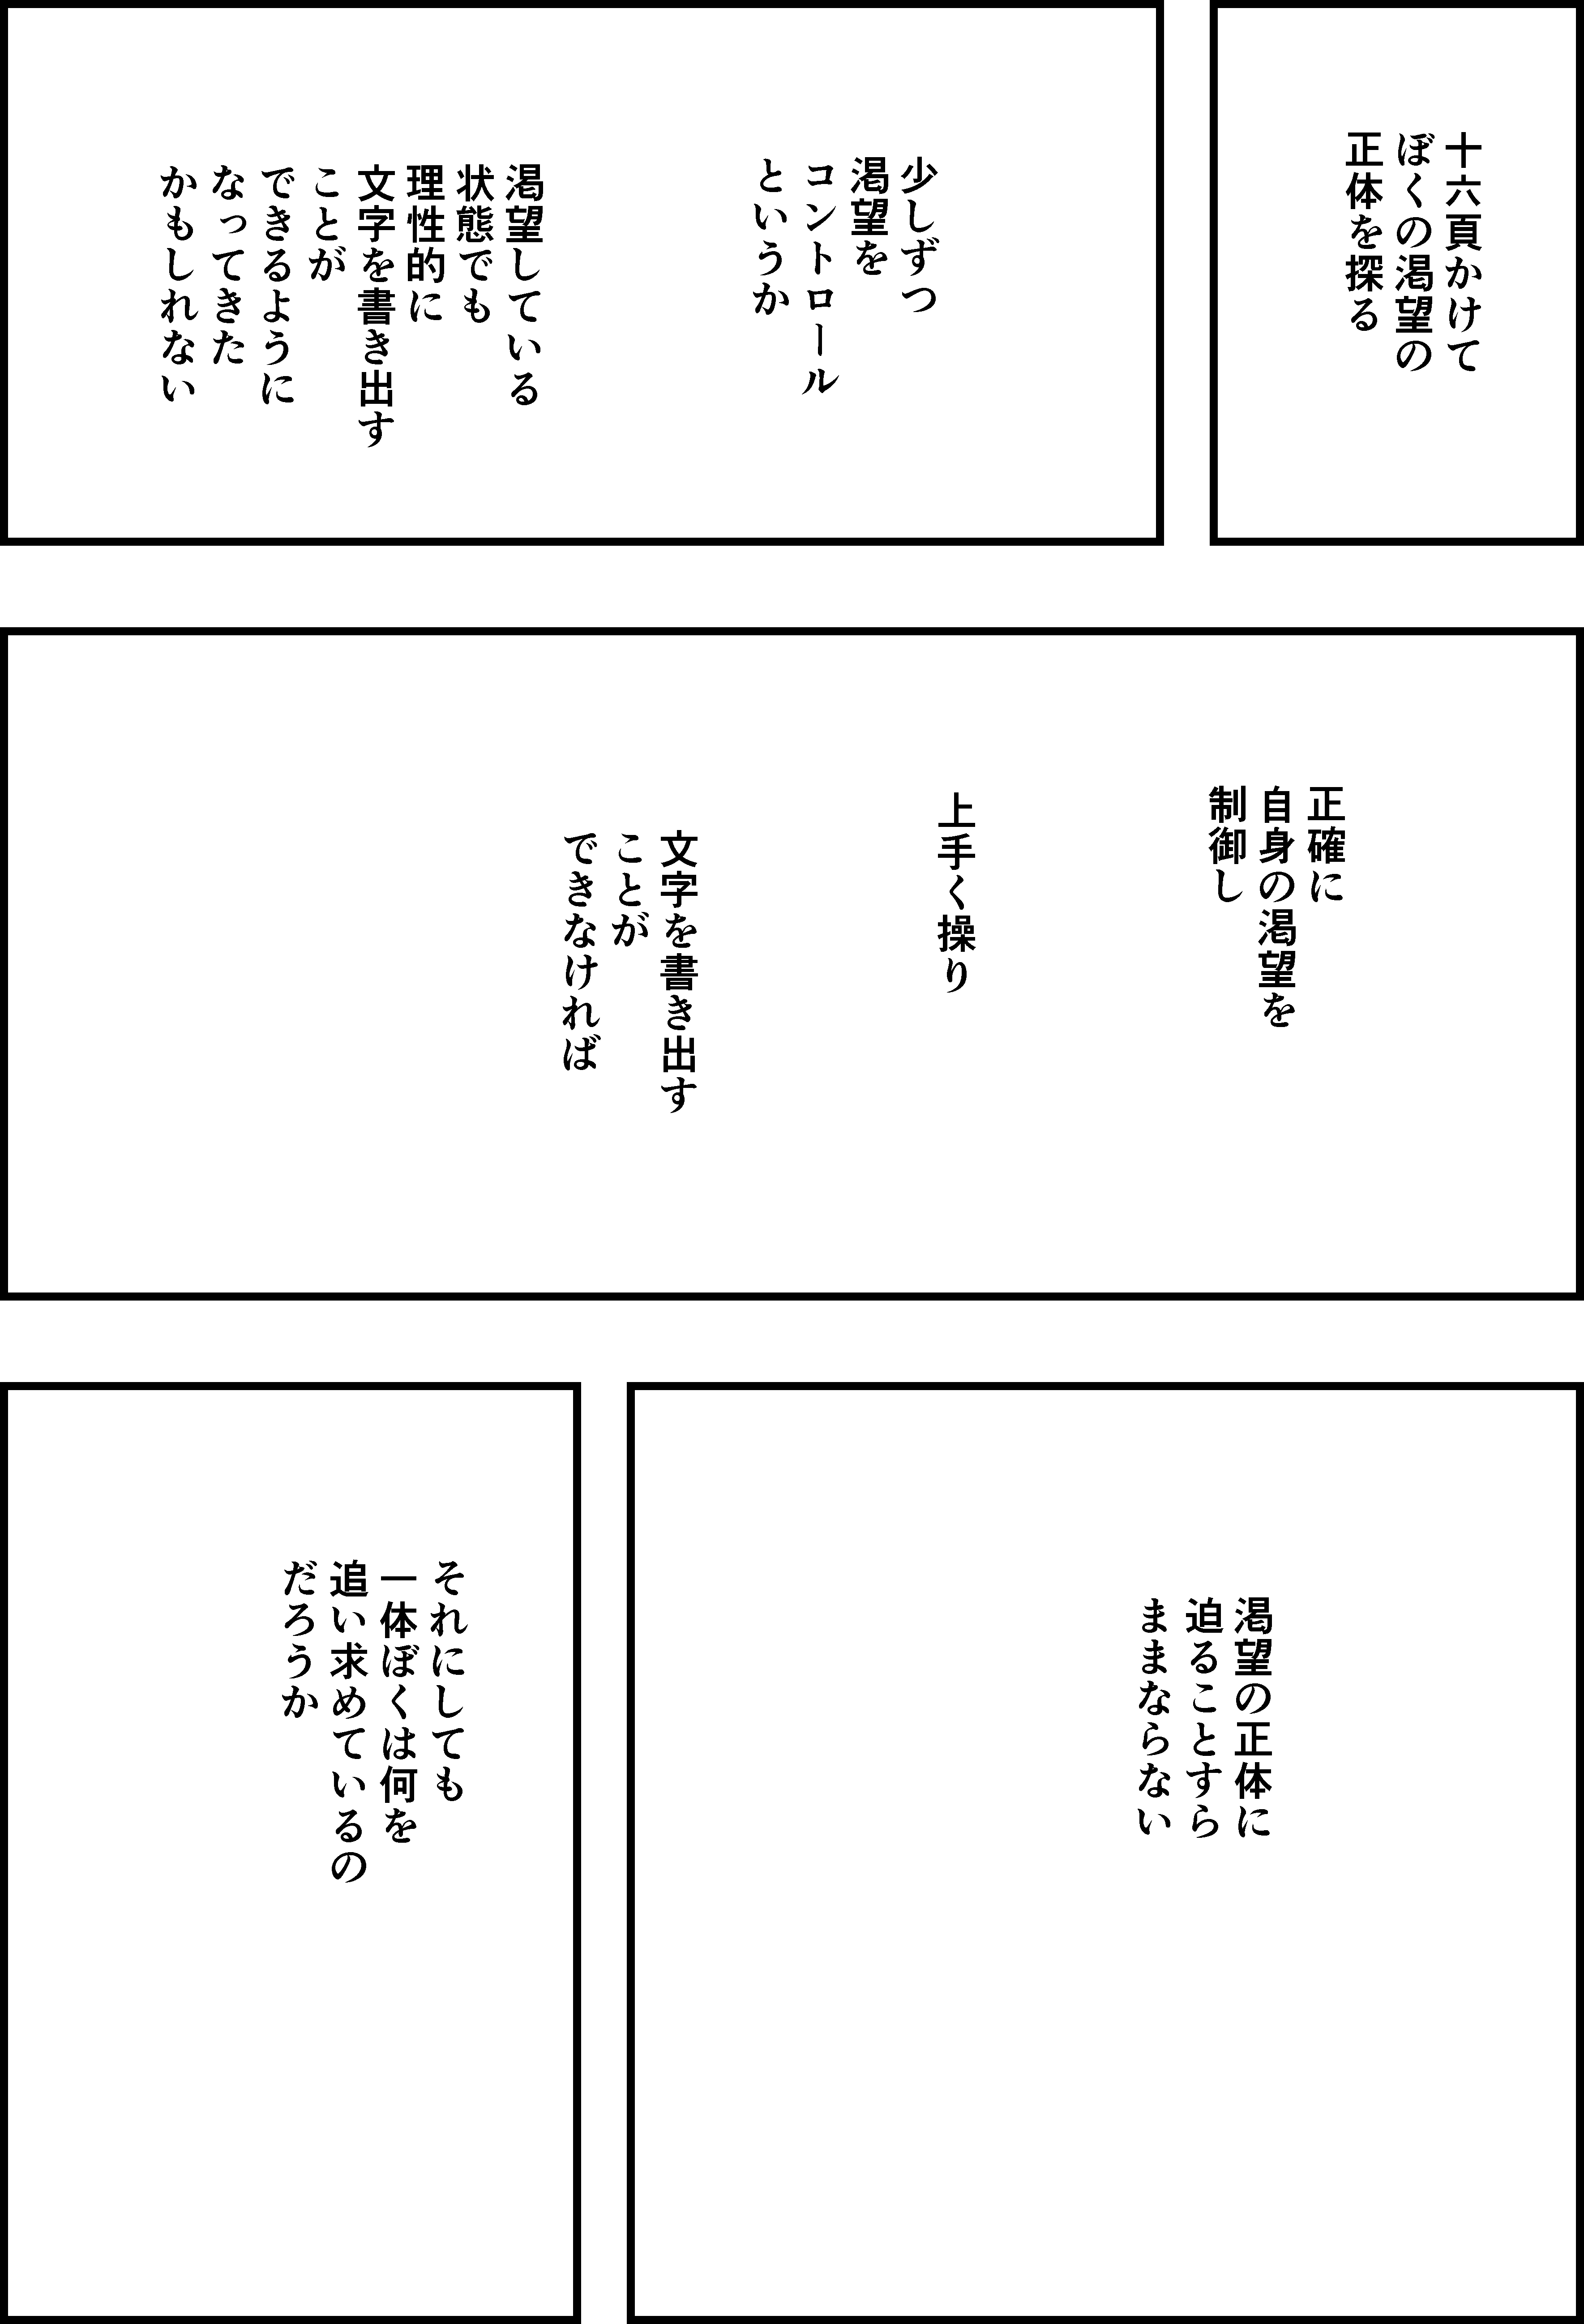 十六頁かけて
ぼくの渇望の
正体を探る
少しずつ
渇望を
コントロール
というか
渇望している
状態でも
理性的に
文字を書き出す
ことが
できるように
なってきた
かもしれない
正確に
自身の渇望を
制御し
上手く操り
文字を書き出す
ことが
できなければ
渇望の正体に
迫ることすら
ままならない
それにしても
一体ぼくは何を
追い求めているの
だろうか